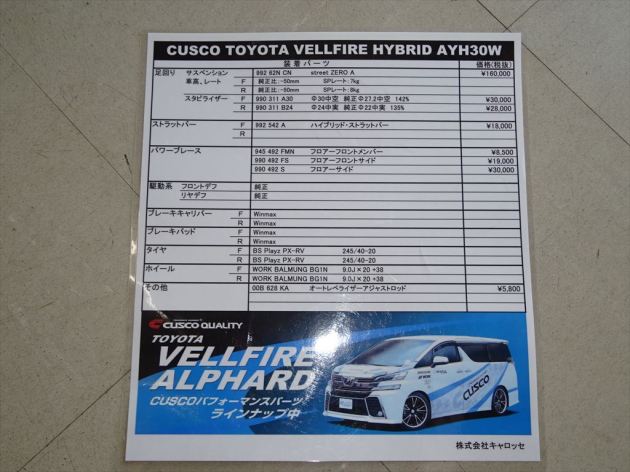 CUSCO TOYOTA VELLFIRE HYBRID AYH30W
装着パーツ 価格(税抜)
足回り サスペンション 992 62N CN street ZERO A ¥160,000
車高、レート F 純正比:-50mm SPレート:7kg
R 純正比:-50mm SPレート:8kg
スタビライザー F 990 311 A30 Φ30中空 純正Φ27.2中空 142% ¥30,000
R 990 311 B24 Φ24中実 純正Φ22中実 135% ¥28,000
ストラットバー F 992 542 A ハイブリッド・ストラットバー ¥18,000
R
パワーブレース 945 492 FMN フロアーフロントメンバー ¥8,500
990 492 FS フロアーフロントサイド ¥19,000
990 492 S フロアーサイド ¥30,000
駆動系 フロントデフ 純正
リヤデフ 純正
ブレーキキャリパー F Winmax
R Winmax
ブレーキパッド F Winmax
R Winmax
タイヤ F BS Playz PX-RV 245/40-20
R BS Playz PX-RV 245/40-20
ホイール F WORK BALMUNG BG1N 9.0J×20 +38
R WORK BALMUNG BG1N 9.0J×20 +38
その他 00B 628 KA オートレベライザーアジャストロッド ¥5,800
CUSCO QUALITY
TOYOTA
VELLFIRE
ALPHARD
CUSCOパフォーマンスパーツ
ラインナップ中
CUSCO
株式会社キャロッセ